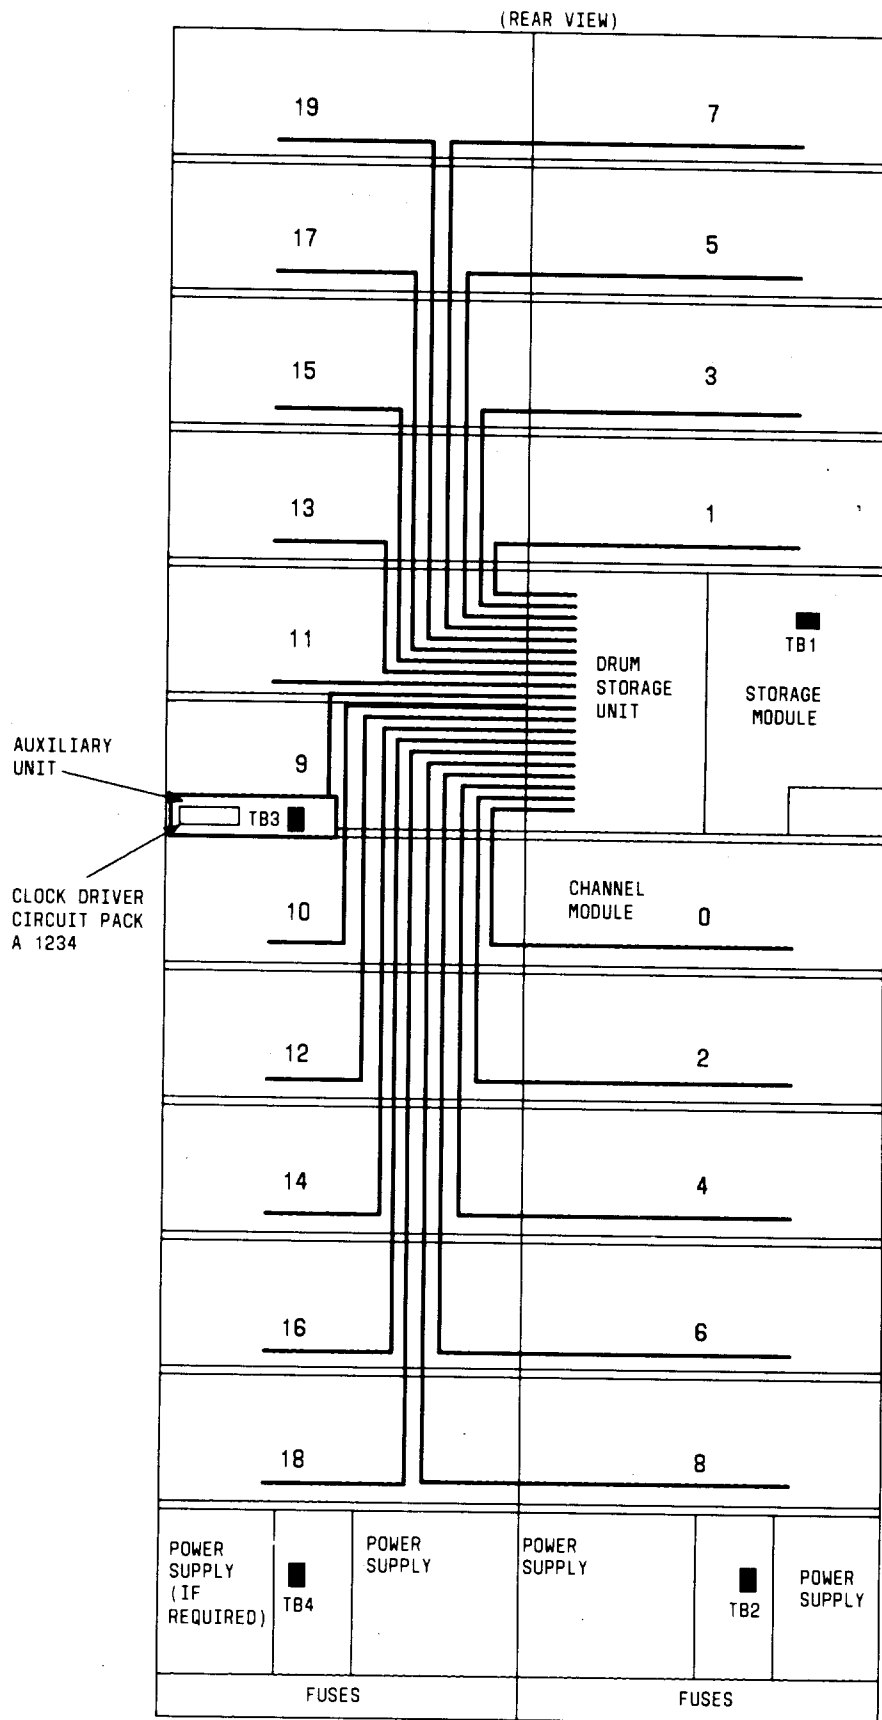 (REAR VIEW)
19
7
17
5
15
3
13
1
11
TB1
DRUM
STORAGE
UNIT
STORAGE
MODULE
AUXILIARY
UNIT
9
TB3
CLOCK DRIVER
CIRCUIT PACK
A 1234
10
CHANNEL
MODULE
0
12
2
14
4
16
6
18
8
POWER
SUPPLY
(IF
REQUIRED)
TB4
POWER
SUPPLY
POWER
SUPPLY
TB2
POWER
SUPPLY
FUSES
FUSES